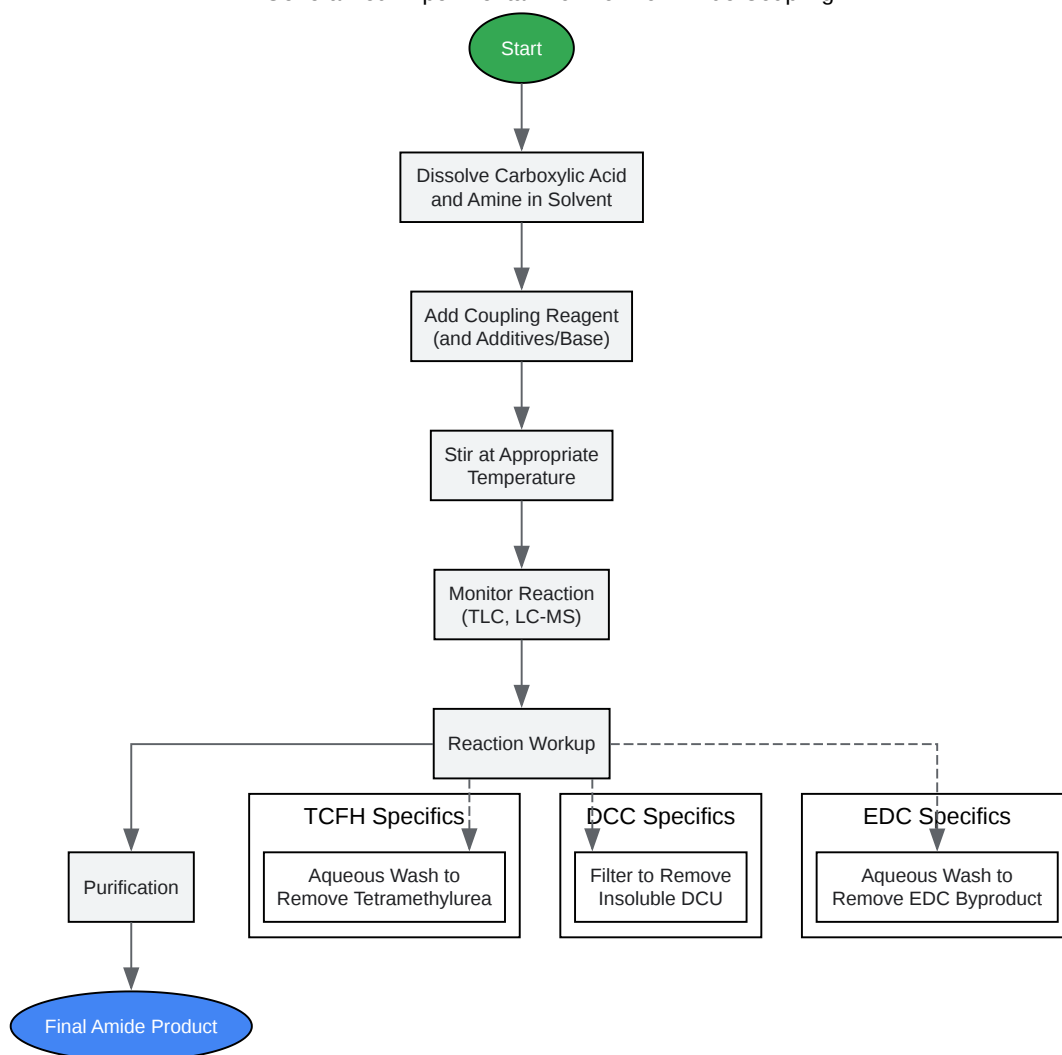 Start
Dissolve Carboxylic Acid
and Amine in Solvent
Add Coupling Reagent
(and Additives/Base)
Stir at Appropriate
Temperature
Monitor Reaction
(TLC, LC-MS)
Reaction Workup
TCFH Specifics
DCC Specifics
EDC Specifics
Purification
Aqueous Wash to
Remove Tetramethylurea
Filter to Remove
Insoluble DCU
Aqueous Wash to
Remove EDC Byproduct
Final Amide Product